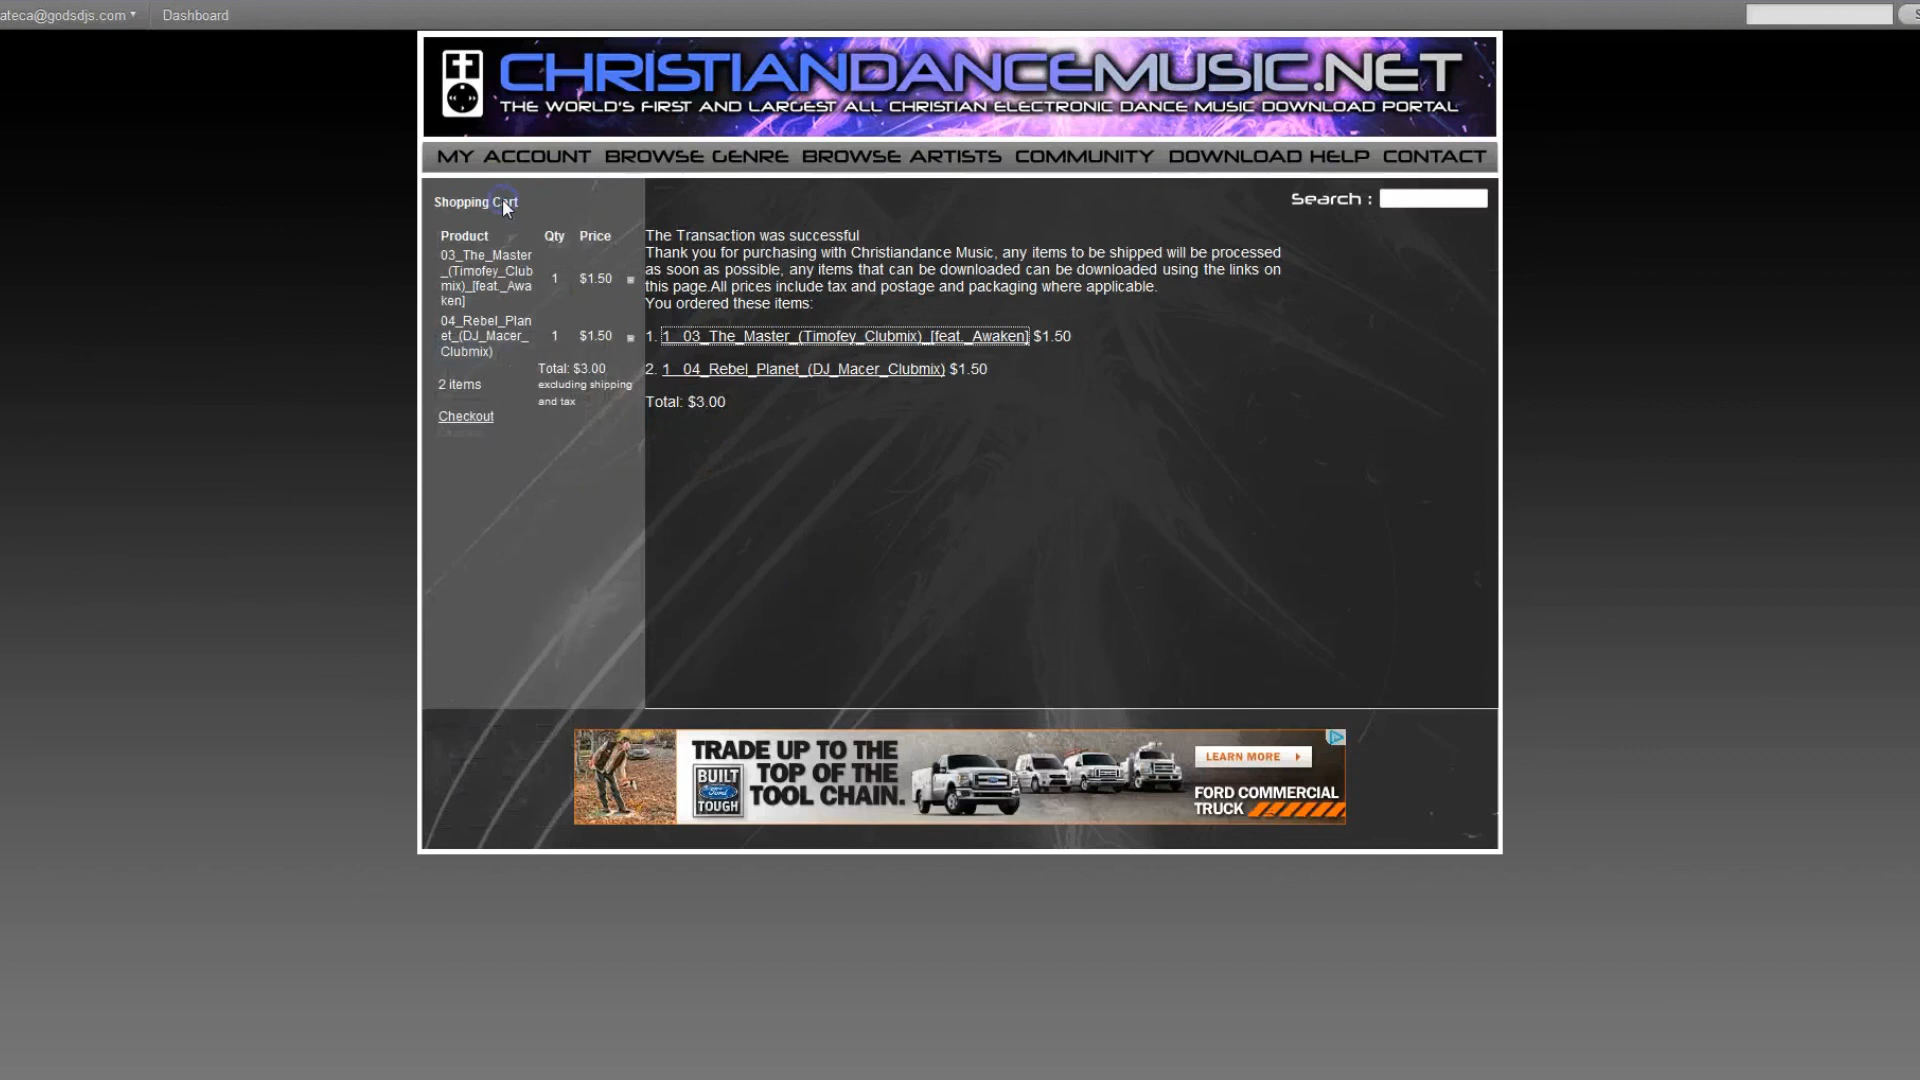 ateca@godsdjs.com Dashboard
CHRISTIANDANCEMUSIC.NET
THE WORLD'S FIRST AND LARGEST ALL CHRISTIAN ELECTRONIC DANCE MUSIC DOWNLOAD PORTAL
MY ACCOUNT BROWSE GENRE BROWSE ARTISTS COMMUNITY DOWNLOAD HELP CONTACT
Shopping Cart
Product Qty Price
03_The_Master
_(Timofey_Club
mix)_[feat._Awa
ken]
1 $1.50
04_Rebel_Plan
et_(DJ_Macer_
Clubmix)
1 $1.50
2 items
Total: $3.00
excluding shipping
and tax
Checkout
Search :
The Transaction was successful
Thank you for purchasing with Christiandance Music, any items to be shipped will be processed
as soon as possible, any items that can be downloaded can be downloaded using the links on
this page.All prices include tax and postage and packaging where applicable.
You ordered these items:
1. 1 03_The_Master_(Timofey_Clubmix)_[feat._Awaken] $1.50
2. 1 04_Rebel_Planet_(DJ_Macer_Clubmix) $1.50
Total: $3.00
TRADE UP TO THE
TOP OF THE
TOOL CHAIN.
BUILT
Ford
TOUGH
LEARN MORE
FORD COMMERCIAL
TRUCK